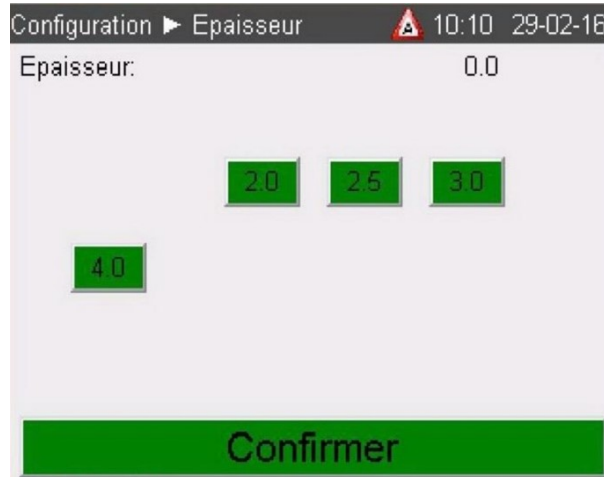 Configuration ► Epaisseur A 10:10 29-02-16
Epaisseur: 0.0
2.0 2.5 3.0
4.0
Confirmer